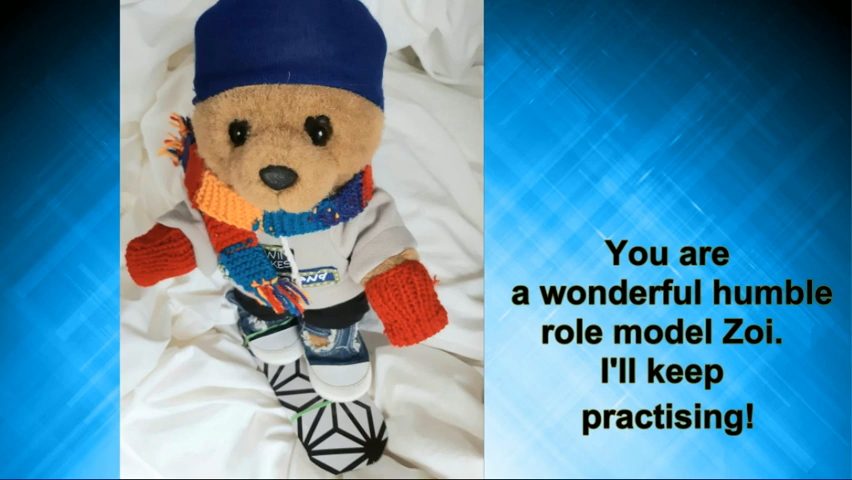 You are
a wonderful humble
role model Zoi.
I'll keep
practising!